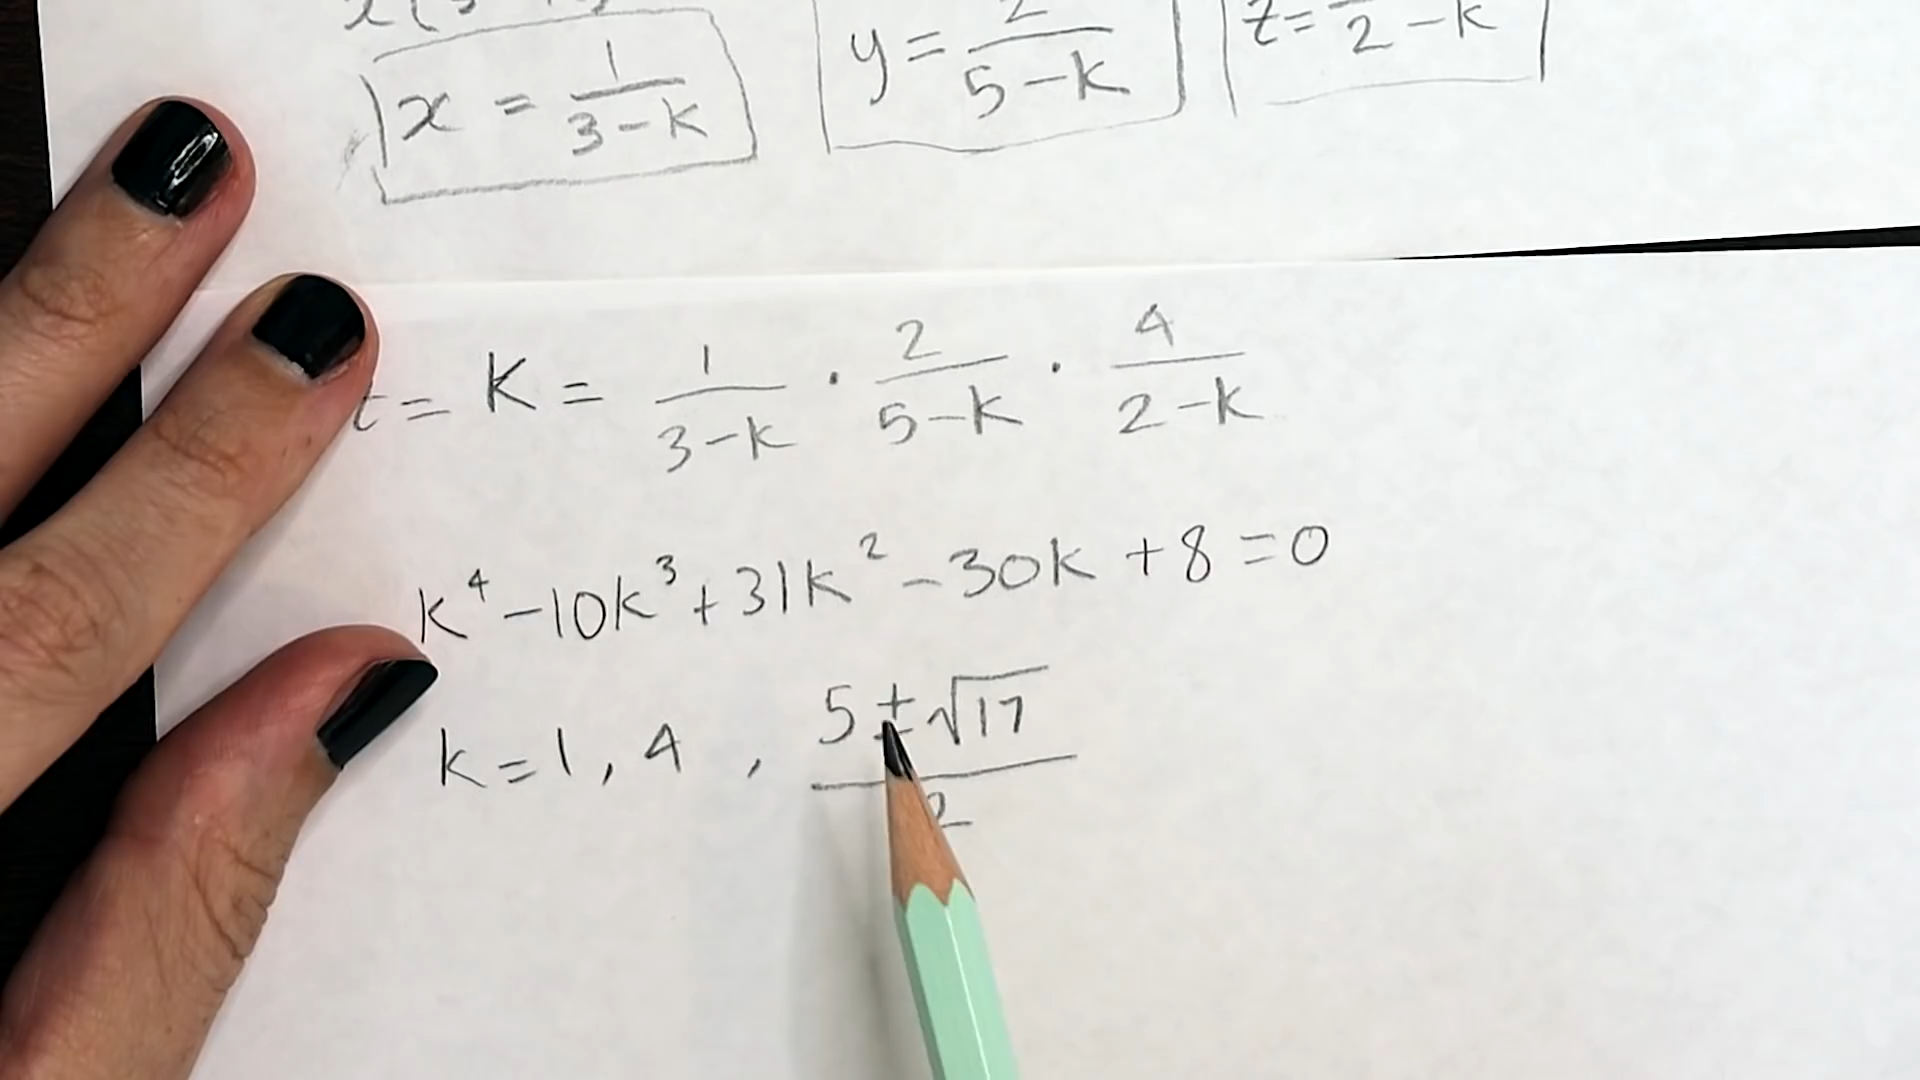 x = 1/(3-k) y = 2/(5-k) z = /(2-k)
t = K = 1/(3-k) · 2/(5-k) · 4/(2-k)
k⁴ - 10k³ + 31k² - 30k + 8 = 0
k = 1, 4, (5 ± √17)/2